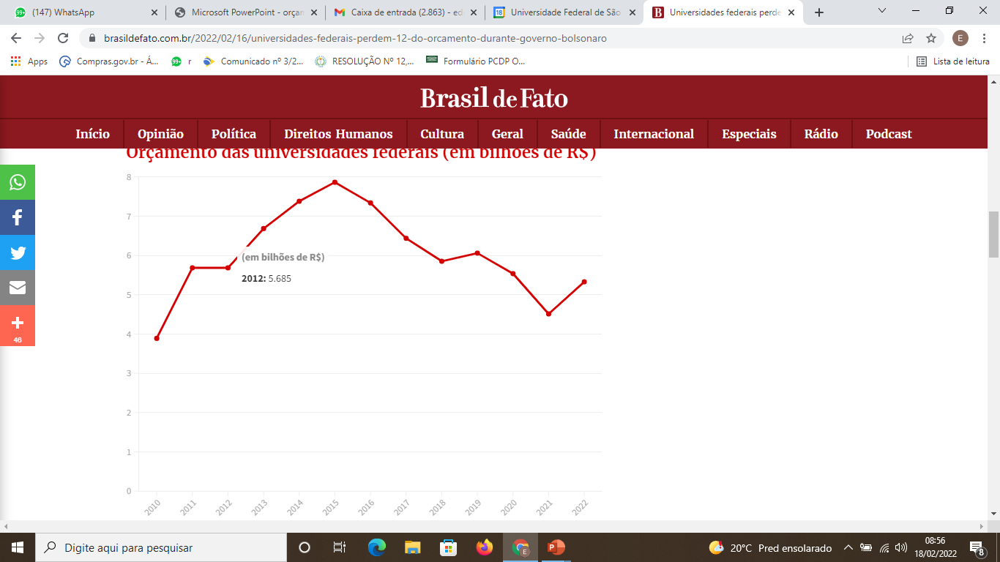 (147) WhatsApp
Microsoft PowerPoint - orçan
Caixa de entrada (2.863) - ed
18
Universidade Federal de São
B
Universidades federais perde
brasildefato.com.br/2022/02/16/universidades-federais-perdem-12-do-orcamento-durante-governo-bolsonaro
E
Apps
Compras.gov.br - Á...
99+
r
Comunicado nº 3/2...
RESOLUÇÃO Nº 12,...
Formulário PCDP O...
Lista de leitura
Brasil de Fato
Início
Opinião
Política
Direitos Humanos
Cultura
Geral
Saúde
Internacional
Especiais
Rádio
Podcast
Orçamento das universidades federais (em bilhões de R$)
8
7
6
5
4
3
2
1
0
(em bilhões de R$)
2012: 5.685
2010
2011
2012
2013
2014
2015
2016
2017
2018
2019
2020
2021
2022
46
Digite aqui para pesquisar
20°C Pred ensolarado
08:56
18/02/2022
8